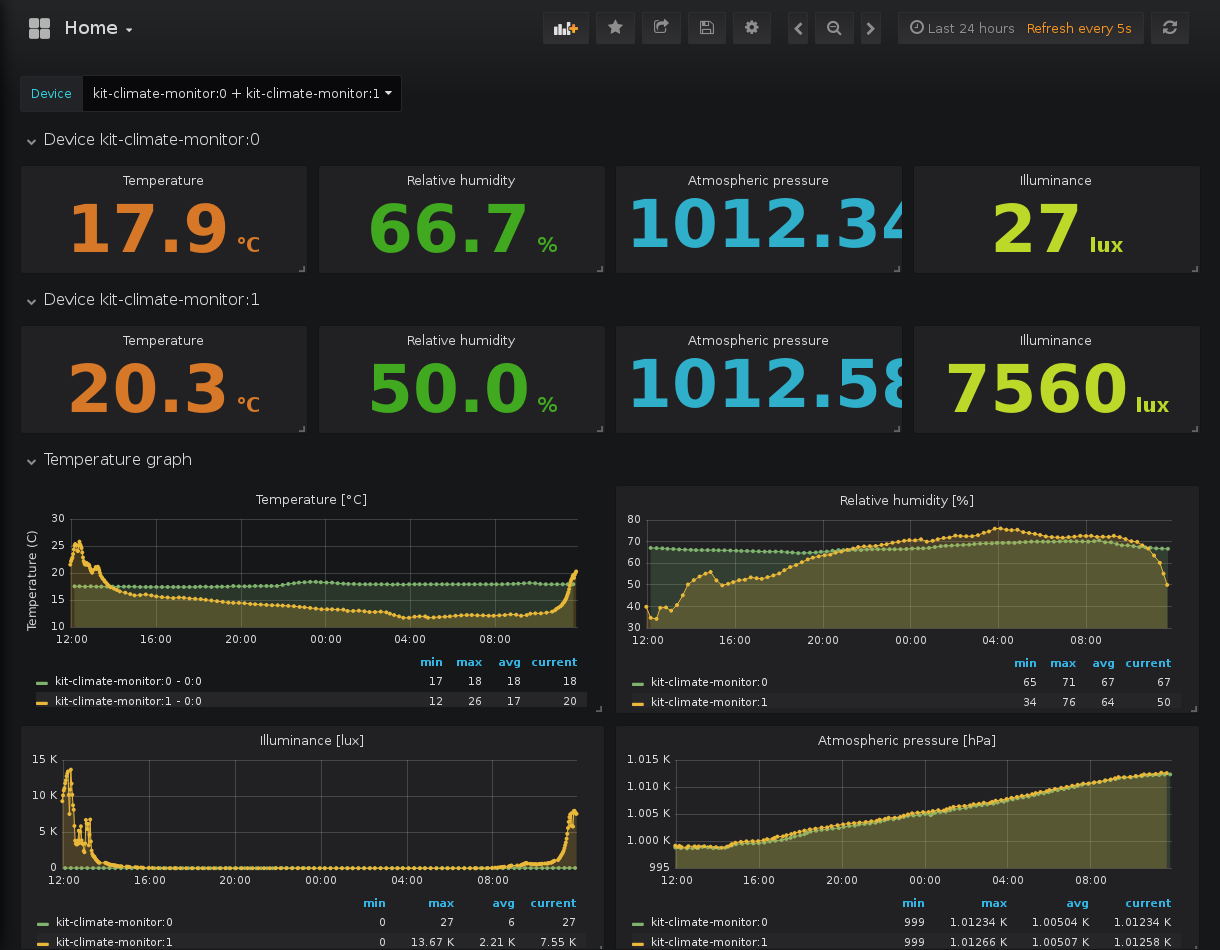 Home
Last 24 hours Refresh every 5s
Device kit-climate-monitor:0 + kit-climate-monitor:1
Device kit-climate-monitor:0
Temperature Relative humidity Atmospheric pressure Illuminance
17.9 °C 66.7 % 1012.34 27 lux
Device kit-climate-monitor:1
Temperature Relative humidity Atmospheric pressure Illuminance
20.3 °C 50.0 % 1012.58 7560 lux
Temperature graph
Temperature [°C]
Temperature (C)
30
25
20
15
10
12:00 16:00 20:00 00:00 04:00 08:00
min max avg current
kit-climate-monitor:0 - 0:0 17 18 18 18
kit-climate-monitor:1 - 0:0 12 26 17 20
Relative humidity [%]
80
70
60
50
40
30
12:00 16:00 20:00 00:00 04:00 08:00
min max avg current
kit-climate-monitor:0 65 71 67 67
kit-climate-monitor:1 34 76 64 50
Illuminance [lux]
15 K
10 K
5 K
0
12:00 16:00 20:00 00:00 04:00 08:00
min max avg current
kit-climate-monitor:0 0 27 6 27
kit-climate-monitor:1 0 13.67 K 2.21 K 7.55 K
Atmospheric pressure [hPa]
1.015 K
1.010 K
1.005 K
1.000 K
995
12:00 16:00 20:00 00:00 04:00 08:00
min max avg current
kit-climate-monitor:0 999 1.01234 K 1.00504 K 1.01234 K
kit-climate-monitor:1 999 1.01266 K 1.00507 K 1.01258 K